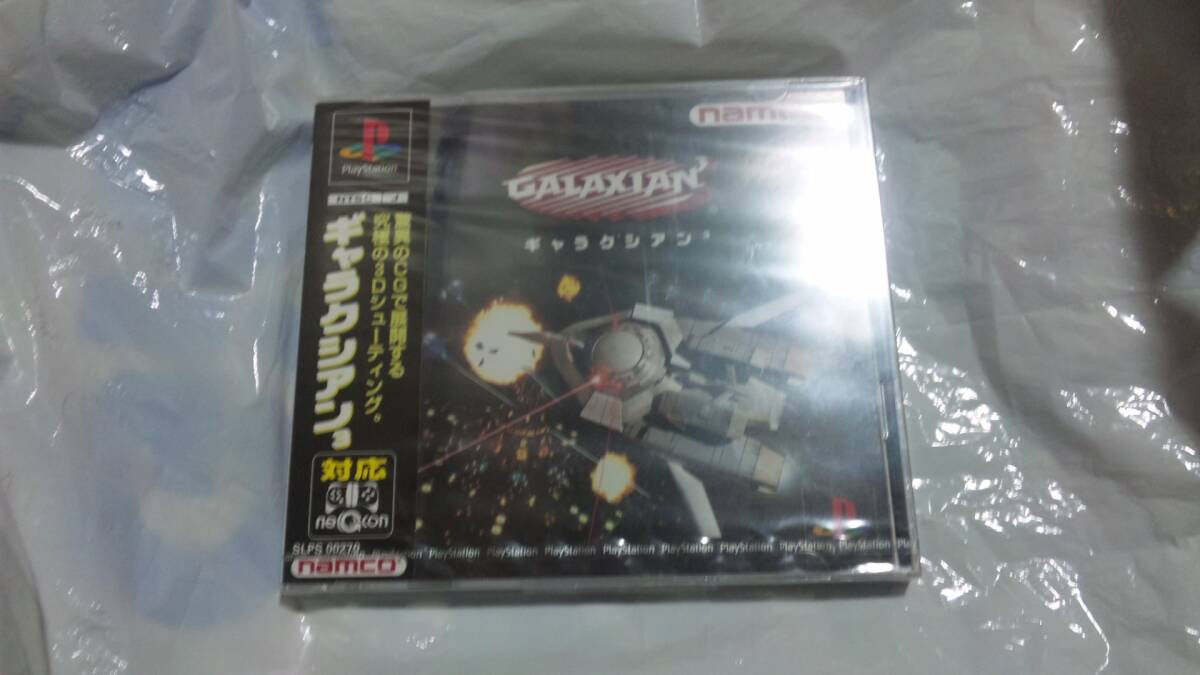 PlayStation
NTSC J
驚異のCGで展開する
究極の3Dシューティング。
ギャラクシアン3
対応
neGcon
SLPS 00270
namco
namco
GALAXIAN3
ギャラクシアン3
PlayStation PlayStation PlayStation PlayStation PlayStation PlayStation PlayStation PlayStation PlayStation